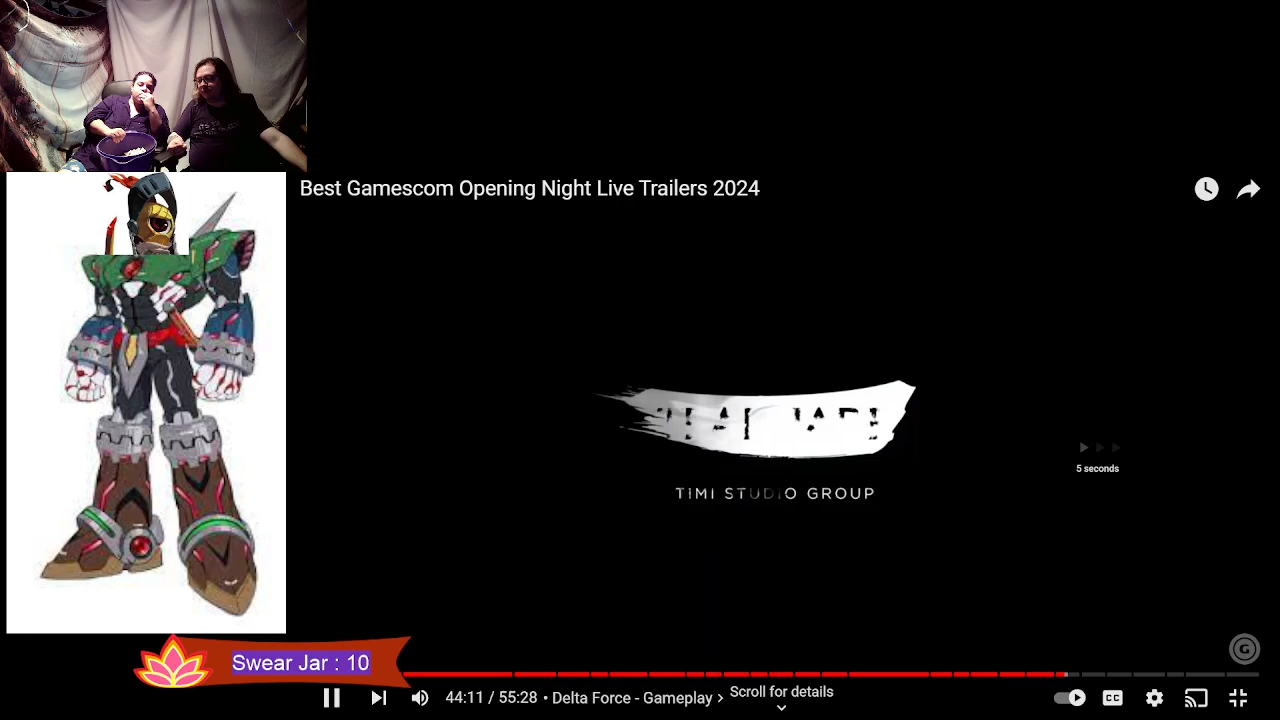 Best Gamescom Opening Night Live Trailers 2024
5 seconds
TIMI STUDIO GROUP
Swear Jar : 10
44:11 / 55:28 • Delta Force - Gameplay ›
Scroll for details
CC
G